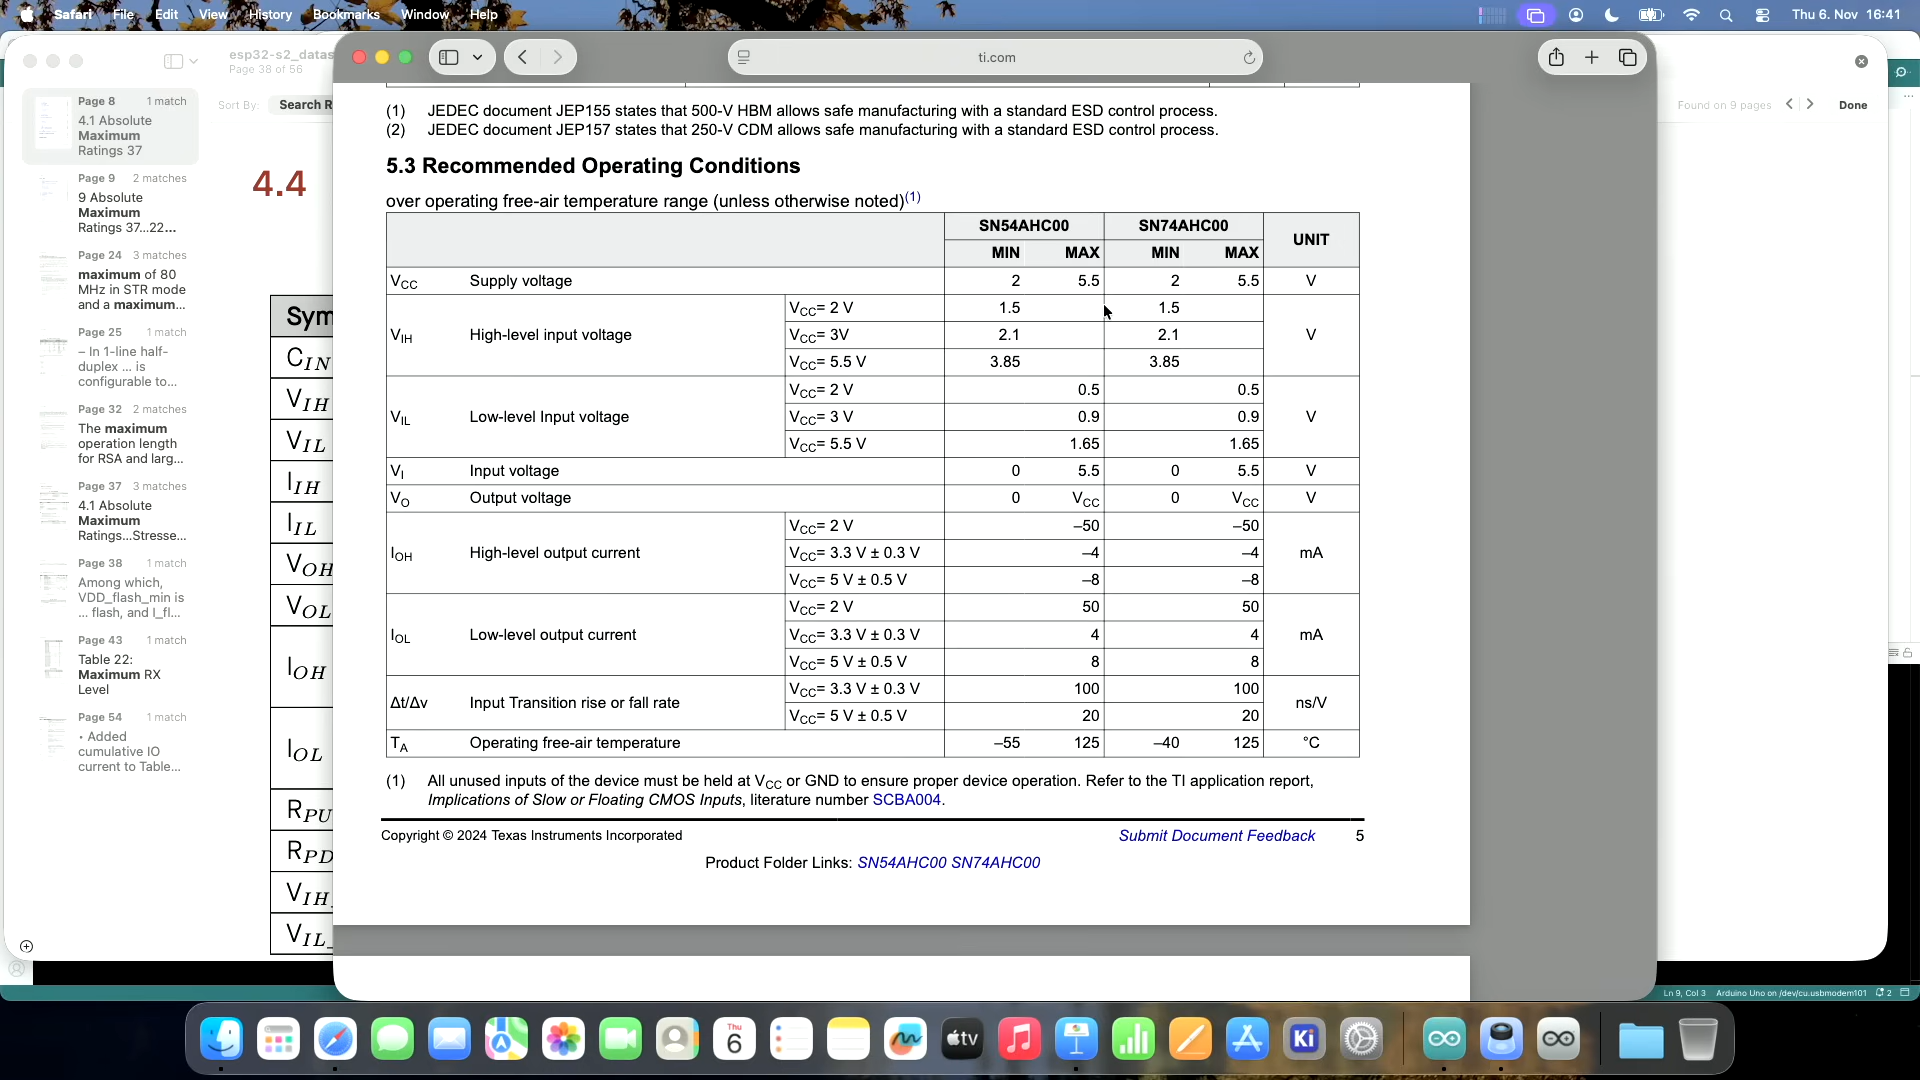 Safari File Edit View History Bookmarks Window Help
Thu 6. Nov 16:41
esp32-s2_datas
Page 38 of 56
ti.com
Sort By: Search R
Found on 9 pages
Done
Page 8 1 match
4.1 Absolute
Maximum
Ratings 37
Page 9 2 matches
9 Absolute
Maximum
Ratings 37...22...
Page 24 3 matches
maximum of 80
MHz in STR mode
and a maximum...
Page 25 1 match
– In 1-line half-
duplex ... is
configurable to...
Page 32 2 matches
The maximum
operation length
for RSA and larg...
Page 37 3 matches
4.1 Absolute
Maximum
Ratings...Stresse...
Page 38 1 match
Among which,
VDD_flash_min is
... flash, and I_fl...
Page 43 1 match
Table 22:
Maximum RX
Level
Page 54 1 match
• Added
cumulative IO
current to Table...
4.4
Sym
CIN
VIH
VIL
IIH
IIL
VOH
VOL
IOH
IOL
RPU
RPD
VIH_
VIL_
(1) JEDEC document JEP155 states that 500-V HBM allows safe manufacturing with a standard ESD control process.
(2) JEDEC document JEP157 states that 250-V CDM allows safe manufacturing with a standard ESD control process.
5.3 Recommended Operating Conditions
over operating free-air temperature range (unless otherwise noted)(1)
SN54AHC00 SN74AHC00 UNIT
MIN MAX MIN MAX
VCC Supply voltage 2 5.5 2 5.5 V
VIH High-level input voltage VCC= 2 V 1.5 1.5 V
VCC= 3V 2.1 2.1
VCC= 5.5 V 3.85 3.85
VIL Low-level Input voltage VCC= 2 V 0.5 0.5 V
VCC= 3 V 0.9 0.9
VCC= 5.5 V 1.65 1.65
VI Input voltage 0 5.5 0 5.5 V
VO Output voltage 0 VCC 0 VCC V
IOH High-level output current VCC= 2 V –50 –50 mA
VCC= 3.3 V ± 0.3 V –4 –4
VCC= 5 V ± 0.5 V –8 –8
IOL Low-level output current VCC= 2 V 50 50 mA
VCC= 3.3 V ± 0.3 V 4 4
VCC= 5 V ± 0.5 V 8 8
Δt/Δv Input Transition rise or fall rate VCC= 3.3 V ± 0.3 V 100 100 ns/V
VCC= 5 V ± 0.5 V 20 20
TA Operating free-air temperature –55 125 –40 125 °C
(1) All unused inputs of the device must be held at VCC or GND to ensure proper device operation. Refer to the TI application report,
Implications of Slow or Floating CMOS Inputs, literature number SCBA004.
Copyright © 2024 Texas Instruments Incorporated
Submit Document Feedback 5
Product Folder Links: SN54AHC00 SN74AHC00
Ln 9, Col 3 Arduino Uno on /dev/cu.usbmodem101 2
Thu
6
tv
Ki